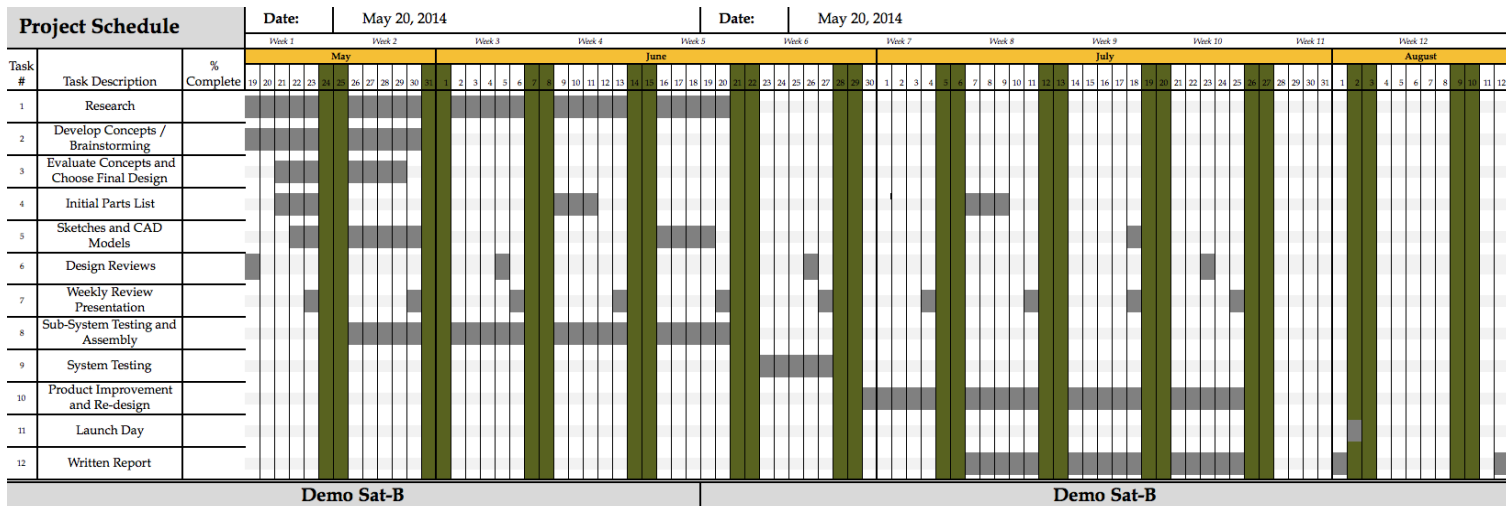 Project Schedule
Date: May 20, 2014 Date: May 20, 2014
Week 1 Week 2 Week 3 Week 4 Week 5 Week 6 Week 7 Week 8 Week 9 Week 10 Week 11 Week 12
May June July August
Task # Task Description % Complete
19 20 21 22 23 24 25 26 27 28 29 30 31 1 2 3 4 5 6 7 8 9 10 11 12 13 14 15 16 17 18 19 20 21 22 23 24 25 26 27 28 29 30 1 2 3 4 5 6 7 8 9 10 11 12 13 14 15 16 17 18 19 20 21 22 23 24 25 26 27 28 29 30 31 1 2 3 4 5 6 7 8 9 10 11 12
1 Research
2 Develop Concepts /
Brainstorming
3 Evaluate Concepts and
Choose Final Design
4 Initial Parts List
5 Sketches and CAD
Models
6 Design Reviews
7 Weekly Review
Presentation
8 Sub-System Testing and
Assembly
9 System Testing
10 Product Improvement
and Re-design
11 Launch Day
12 Written Report
Demo Sat-B Demo Sat-B